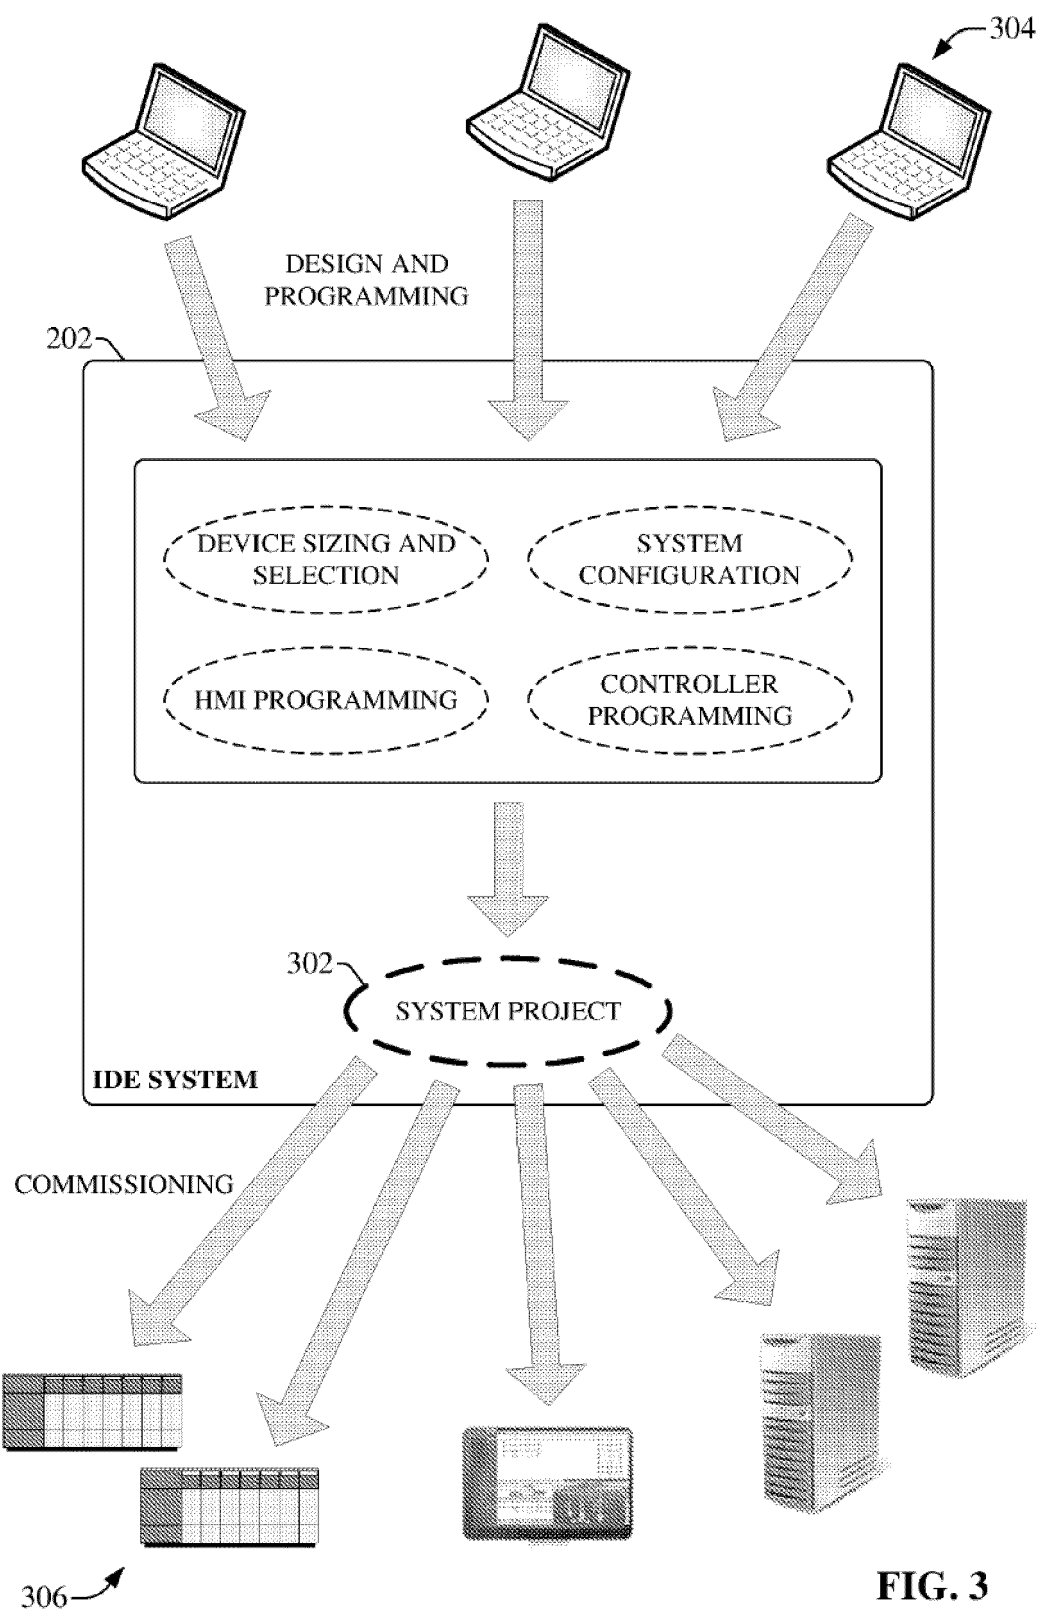 304
DESIGN AND
PROGRAMMING
202
DEVICE SIZING AND
SELECTION
SYSTEM
CONFIGURATION
HMI PROGRAMMING
CONTROLLER
PROGRAMMING
302
SYSTEM PROJECT
IDE SYSTEM
COMMISSIONING
306
FIG. 3